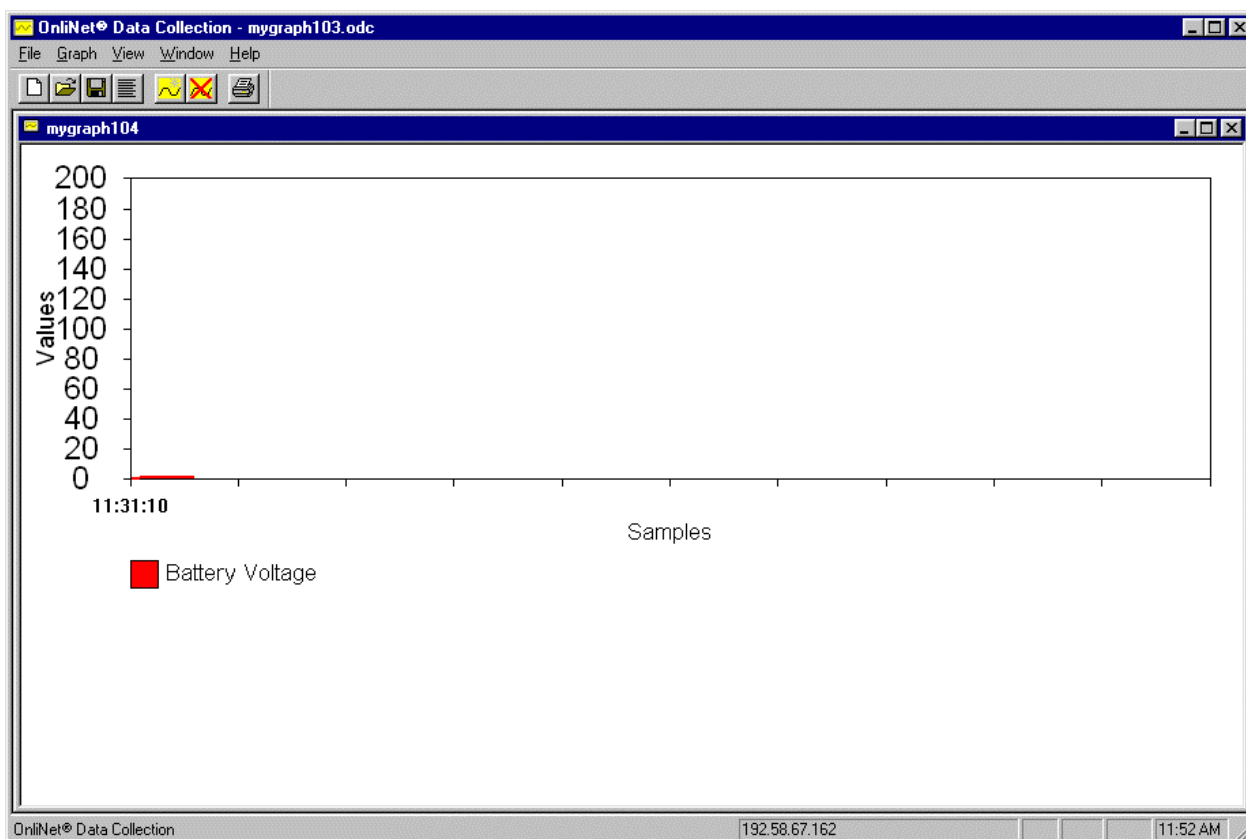 OnliNet® Data Collection - mygraph103.odc
File Graph View Window Help
mygraph104
200
180
160
140
120
100
80
60
40
20
0
Values
11:31:10
Samples
Battery Voltage
OnliNet® Data Collection 192.58.67.162 11:52 AM